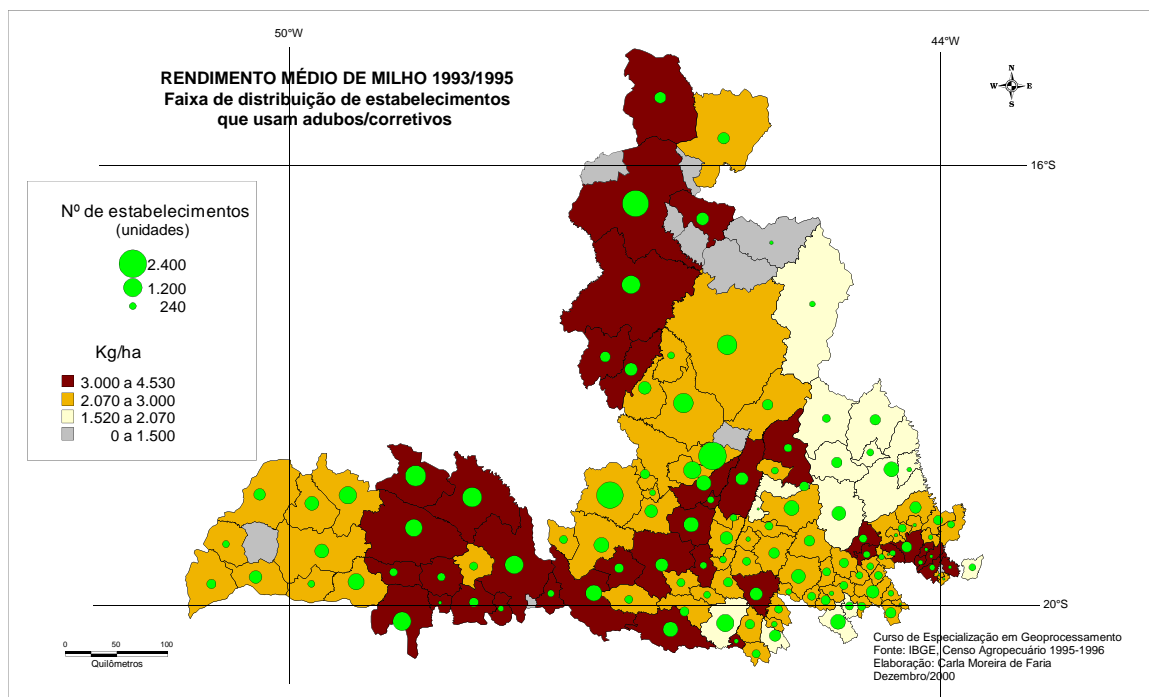 50°W
44°W
RENDIMENTO MÉDIO DE MILHO 1993/1995
Faixa de distribuição de estabelecimentos
que usam adubos/corretivos
N
W E
S
16°S
Nº de estabelecimentos
(unidades)
2.400
1.200
240
Kg/ha
3.000 a 4.530
2.070 a 3.000
1.520 a 2.070
0 a 1.500
20°S
0 50 100
Quilômetros
Curso de Especialização em Geoprocessamento
Fonte: IBGE, Censo Agropecuário 1995-1996
Elaboração: Carla Moreira de Faria
Dezembro/2000